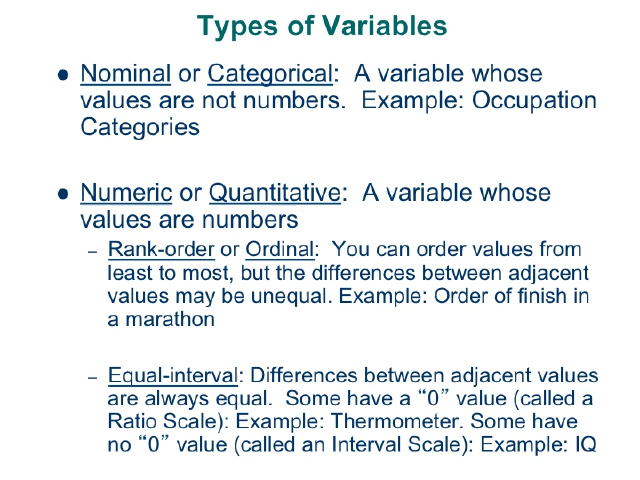 Types of Variables
● Nominal or Categorical:  A variable whose
values are not numbers.  Example: Occupation
Categories
● Numeric or Quantitative:  A variable whose
values are numbers
– Rank-order or Ordinal:  You can order values from
least to most, but the differences between adjacent
values may be unequal. Example: Order of finish in
a marathon
– Equal-interval: Differences between adjacent values
are always equal.  Some have a “0” value (called a
Ratio Scale): Example: Thermometer. Some have
no “0” value (called an Interval Scale): Example: IQ